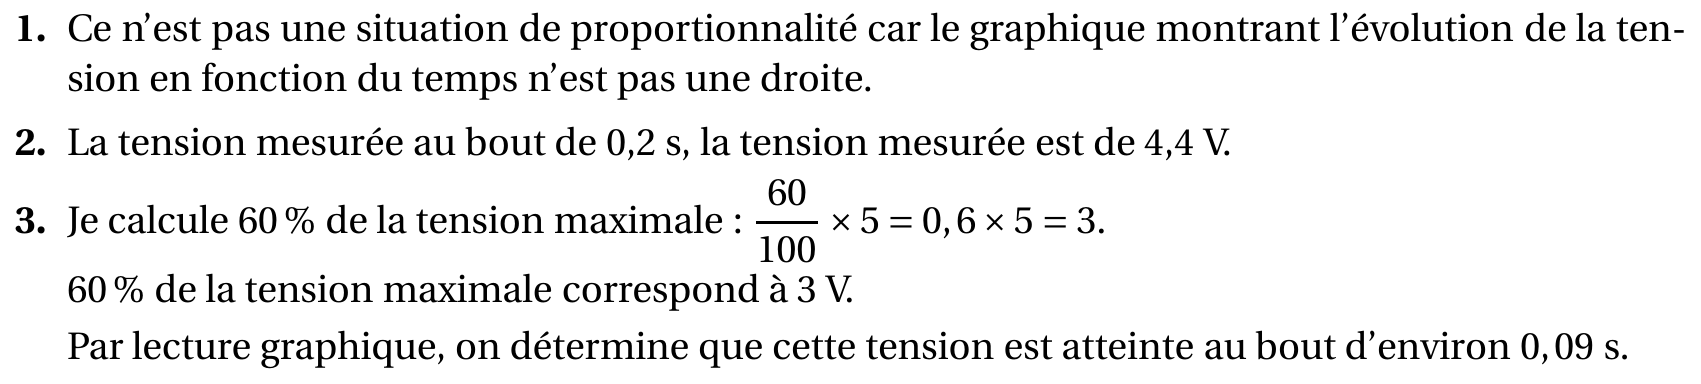 1. Ce n’est pas une situation de proportionnalité car le graphique montrant l’évolution de la ten-
sion en fonction du temps n’est pas une droite.
2. La tension mesurée au bout de 0,2 s, la tension mesurée est de 4,4 V.
3. Je calcule 60 % de la tension maximale : 60/100 × 5 = 0,6 × 5 = 3.
60 % de la tension maximale correspond à 3 V.
Par lecture graphique, on détermine que cette tension est atteinte au bout d’environ 0,09 s.